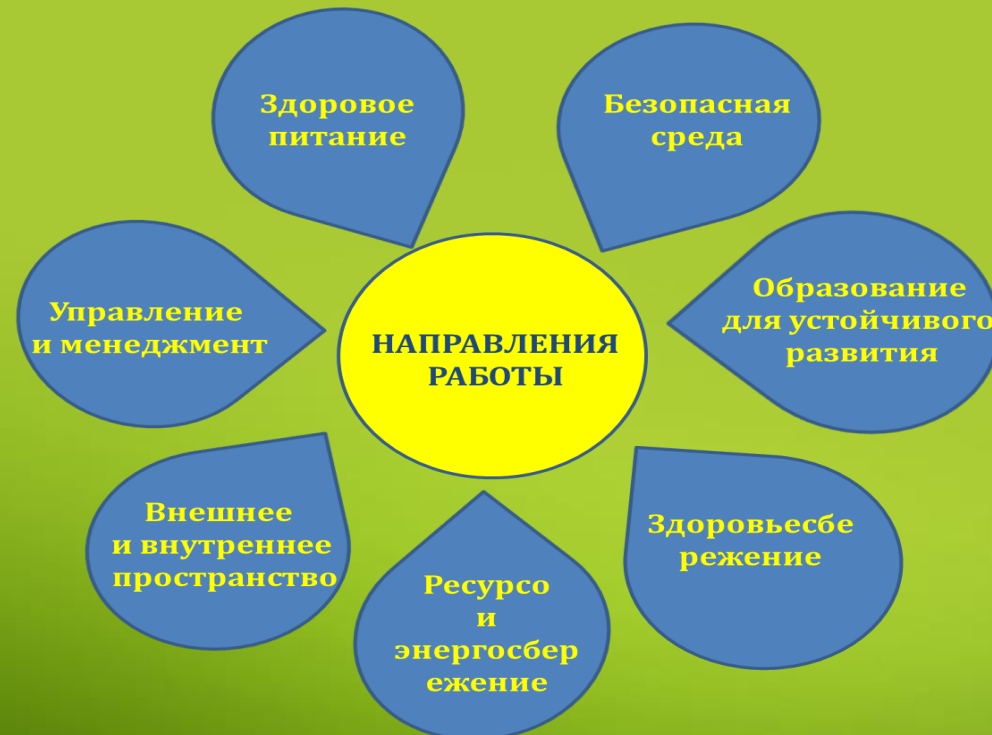 Здоровое
питание
Безопасная
среда
Управление
и менеджмент
НАПРАВЛЕНИЯ
РАБОТЫ
Образование
для устойчивого
развития
Внешнее
и внутреннее
пространство
Ресурсо
и
энергосбер
ежение
Здоровьесбе
режение